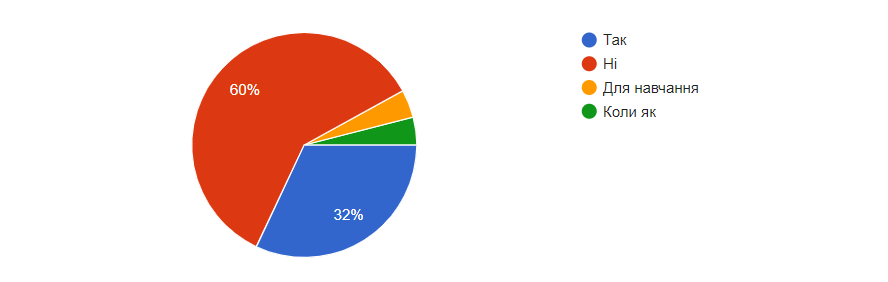 60%
32%
Так
Ні
Для навчання
Коли як